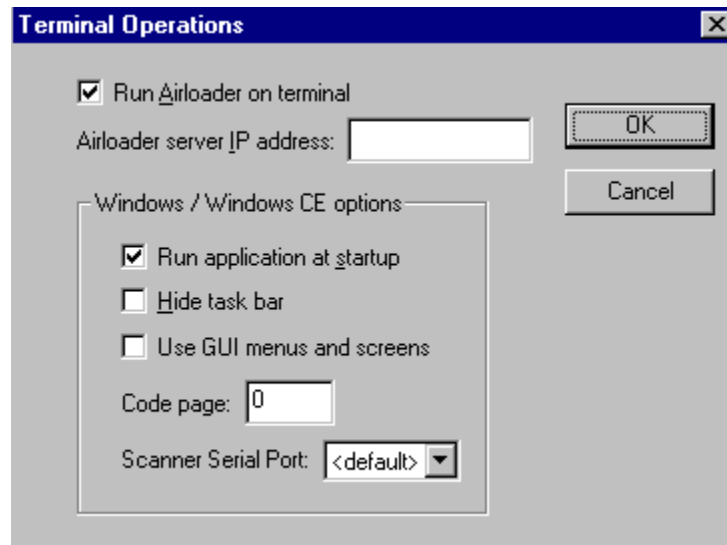 Terminal Operations
Run Airloader on terminal
Airloader server IP address:
OK
Cancel
Windows / Windows CE options
Run application at startup
Hide task bar
Use GUI menus and screens
Code page: 0
Scanner Serial Port: <default>